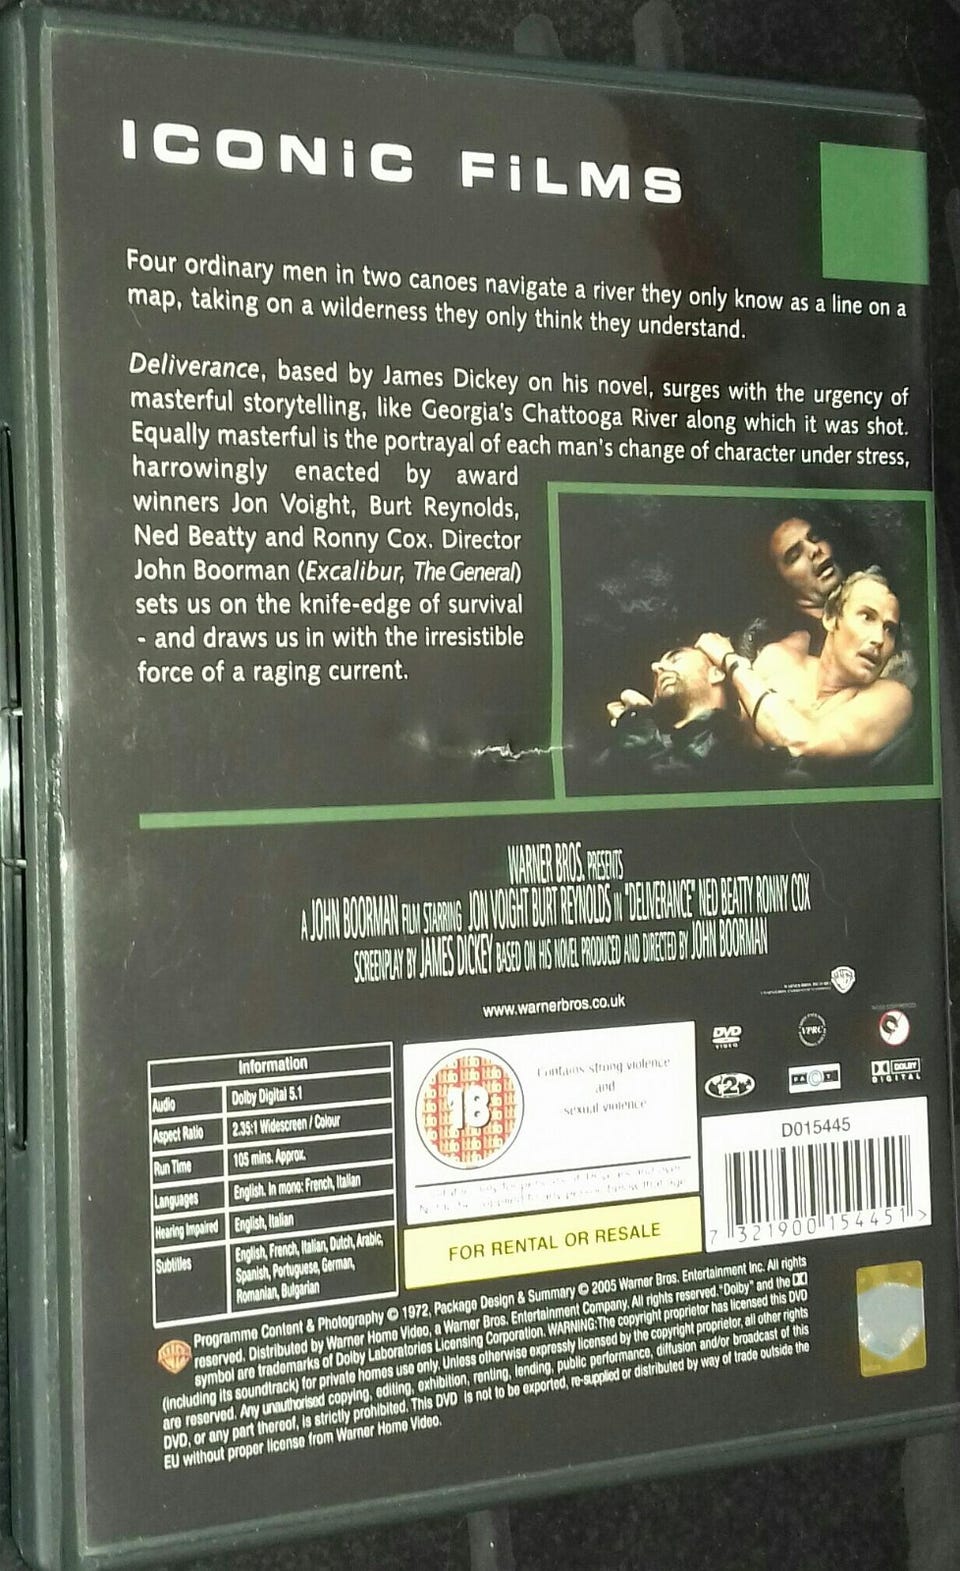 ICONiC FiLMS
Four ordinary men in two canoes navigate a river they only know as a line on a
map, taking on a wilderness they only think they understand.
Deliverance, based by James Dickey on his novel, surges with the urgency of
masterful storytelling, like Georgia's Chattooga River along which it was shot.
Equally masterful is the portrayal of each man's change of character under stress,
harrowingly enacted by award
winners Jon Voight, Burt Reynolds,
Ned Beatty and Ronny Cox. Director
John Boorman (Excalibur, The General)
sets us on the knife-edge of survival
- and draws us in with the irresistible
force of a raging current.
WARNER BROS. PRESENTS
A JOHN BOORMAN FILM STARRING JON VOIGHT BURT REYNOLDS IN "DELIVERANCE" NED BEATTY RONNY COX
SCREENPLAY BY JAMES DICKEY BASED ON HIS NOVEL PRODUCED AND DIRECTED BY JOHN BOORMAN
www.warnerbros.co.uk
Information
Audio Dolby Digital 5.1
Aspect Ratio 2.35:1 Widescreen / Colour
Run Time 105 mins. Approx.
Languages English. In mono: French, Italian
Hearing Impaired English, Italian
Subtitles English, French, Italian, Dutch, Arabic,
Spanish, Portuguese, German,
Romanian, Bulgarian
18
Contains strong violence
and
sexual violence
FOR RENTAL OR RESALE
DVD
VIDEO
VPRC
2
PACT
DOLBY
DIGITAL
D015445
7 321900 154451 >
Programme Content & Photography © 1972, Package Design & Summary © 2005 Warner Bros. Entertainment Inc. All rights
reserved. Distributed by Warner Home Video, a Warner Bros. Entertainment Company. All rights reserved. "Dolby" and the
symbol are trademarks of Dolby Laboratories Licensing Corporation. WARNING: The copyright proprietor has licensed this DVD
(including its soundtrack) for private homes use only. Unless otherwise expressly licensed by the copyright proprietor, all other rights
are reserved. Any unauthorised copying, editing, exhibition, renting, lending, public performance, diffusion and/or broadcast of this
DVD, or any part thereof, is strictly prohibited. This DVD is not to be exported, re-supplied or distributed by way of trade outside the
EU without proper license from Warner Home Video.